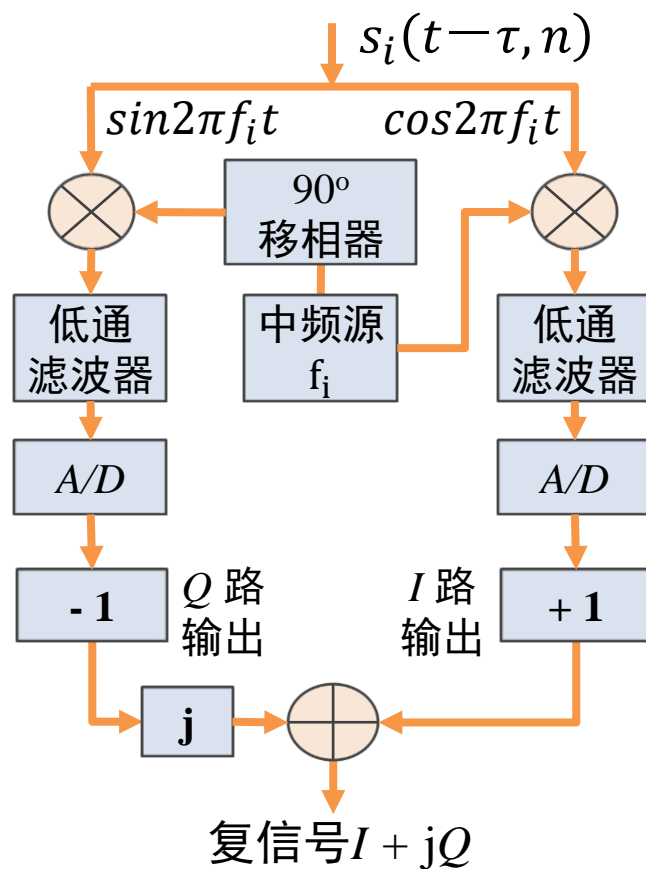 sᵢ(t−τ, n)
sin2πfᵢt
cos2πfᵢt
90°
移相器
低通
滤波器
中频源
fᵢ
低通
滤波器
A/D
A/D
- 1
Q 路
输出
I 路
输出
+ 1
j
复信号I + jQ